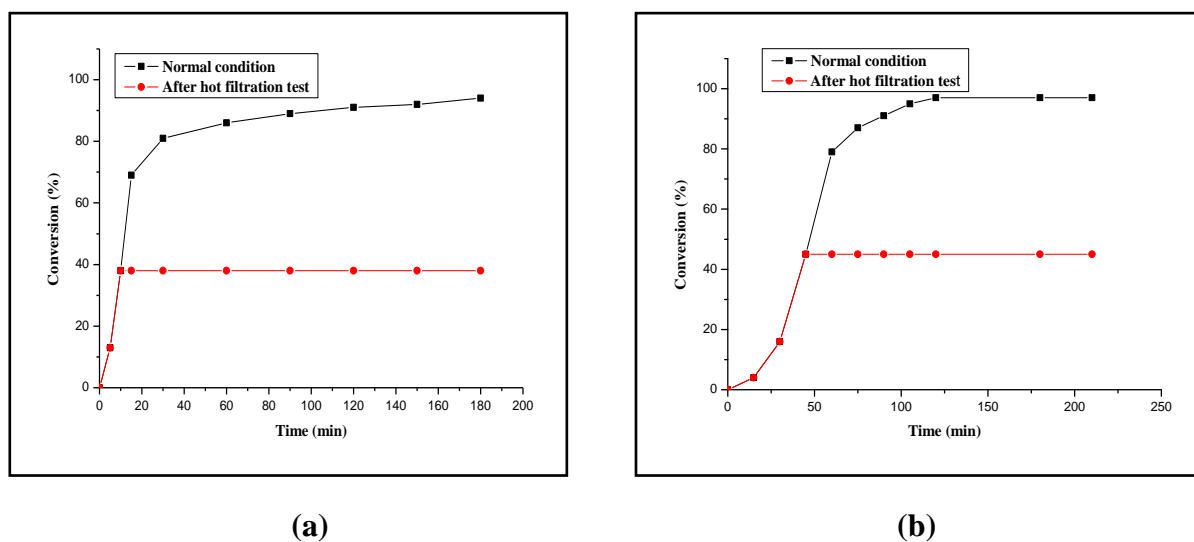 Normal condition
After hot filtration test
100
80
60
40
20
0
0 20 40 60 80 100 120 140 160 180 200
Conversion (%)
Time (min)
(a)
Normal condition
After hot filtration test
100
80
60
40
20
0
0 50 100 150 200 250
Conversion (%)
Time (min)
(b)